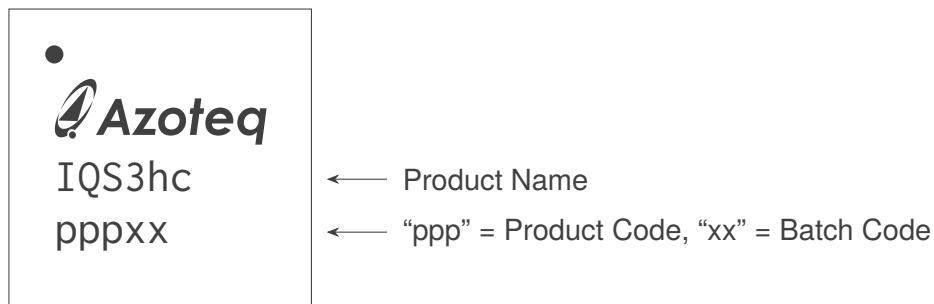 Azoteq
IQS3hc
Product Name
pppxx
“ppp” = Product Code, “xx” = Batch Code